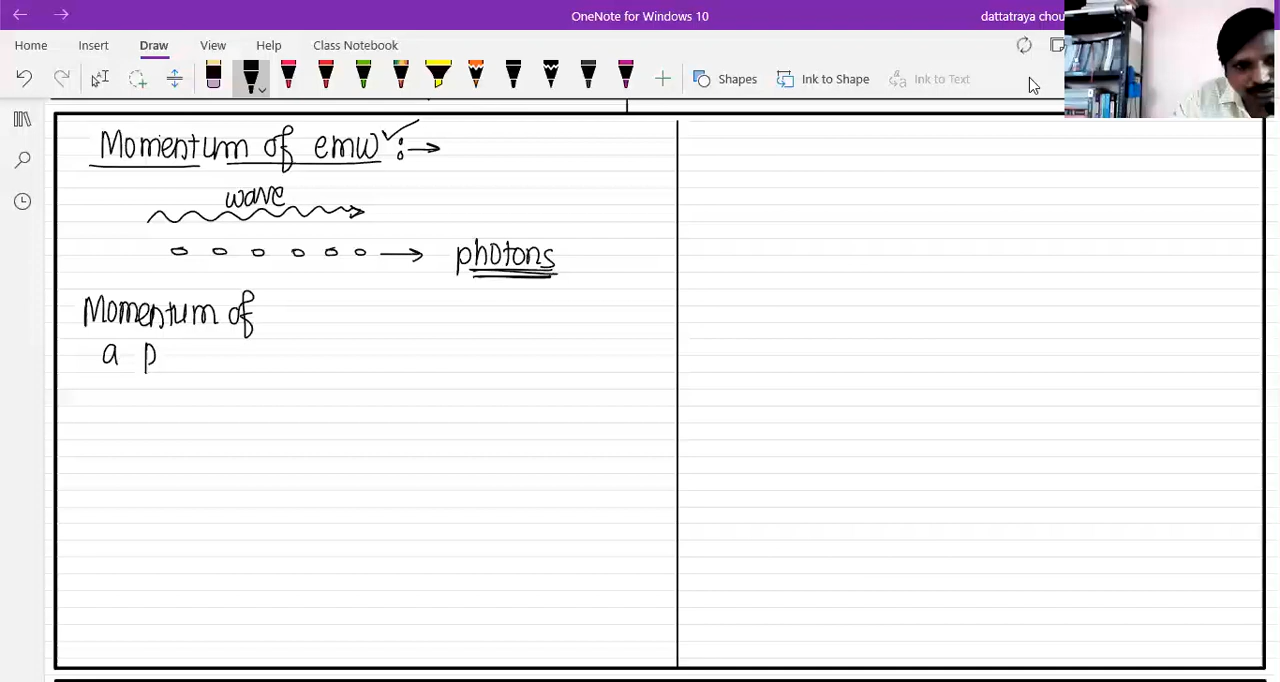 OneNote for Windows 10
dattatraya chou
Home Insert Draw View Help Class Notebook
Shapes Ink to Shape Ink to Text
Momentum of emw :→
wave
photons
Momentum of
a p